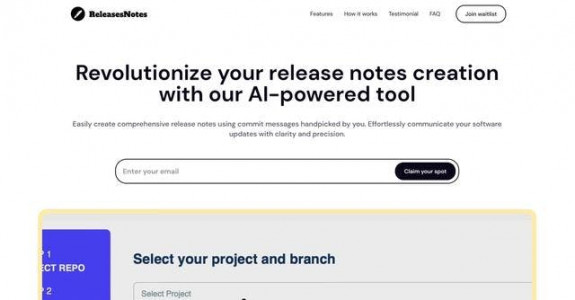 ReleasesNotes
Features How it works Testimonial FAQ Join waitlist
Revolutionize your release notes creation
with our AI-powered tool
Easily create comprehensive release notes using commit messages handpicked by you. Effortlessly communicate your software
updates with clarity and precision.
Enter your email Claim your spot
P 1
ECT REPO
P 2
Select your project and branch
Select Project